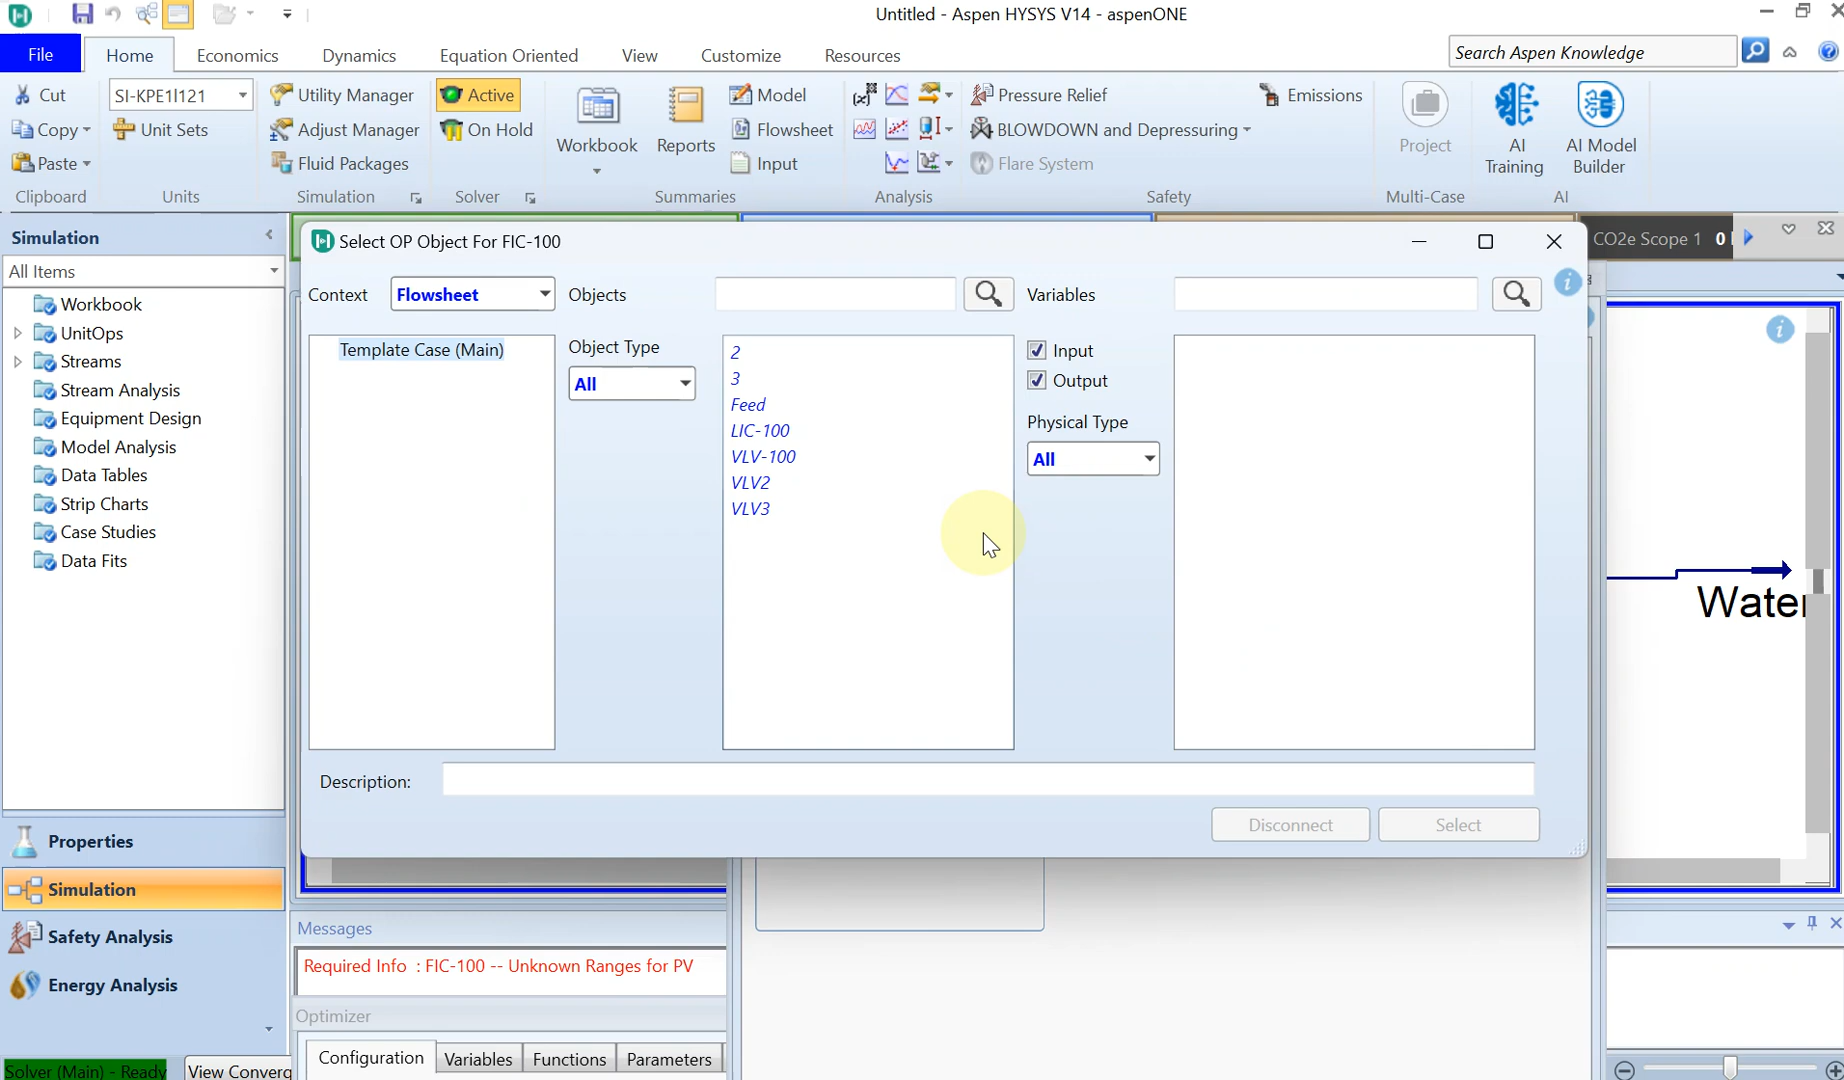 Untitled - Aspen HYSYS V14 - aspenONE
File Home Economics Dynamics Equation Oriented View Customize Resources Search Aspen Knowledge
Cut SI-KPE1l121 Utility Manager Active Model Pressure Relief Emissions
Copy Unit Sets Adjust Manager On Hold Workbook Reports Flowsheet BLOWDOWN and Depressuring Project AI Training AI Model Builder
Paste Fluid Packages Input Flare System
Clipboard Units Simulation Solver Summaries Analysis Safety Multi-Case AI
Simulation
All Items
Workbook
UnitOps
Streams
Stream Analysis
Equipment Design
Model Analysis
Data Tables
Strip Charts
Case Studies
Data Fits
Properties
Simulation
Safety Analysis
Energy Analysis
Solver (Main) - Ready View Converg
Select OP Object For FIC-100
CO2e Scope 1 0
Context Flowsheet Objects Variables
Template Case (Main)
Object Type
All
2
3
Feed
LIC-100
VLV-100
VLV2
VLV3
Input
Output
Physical Type
All
Description:
Disconnect Select
Water
Messages
Required Info : FIC-100 -- Unknown Ranges for PV
Optimizer
Configuration Variables Functions Parameters